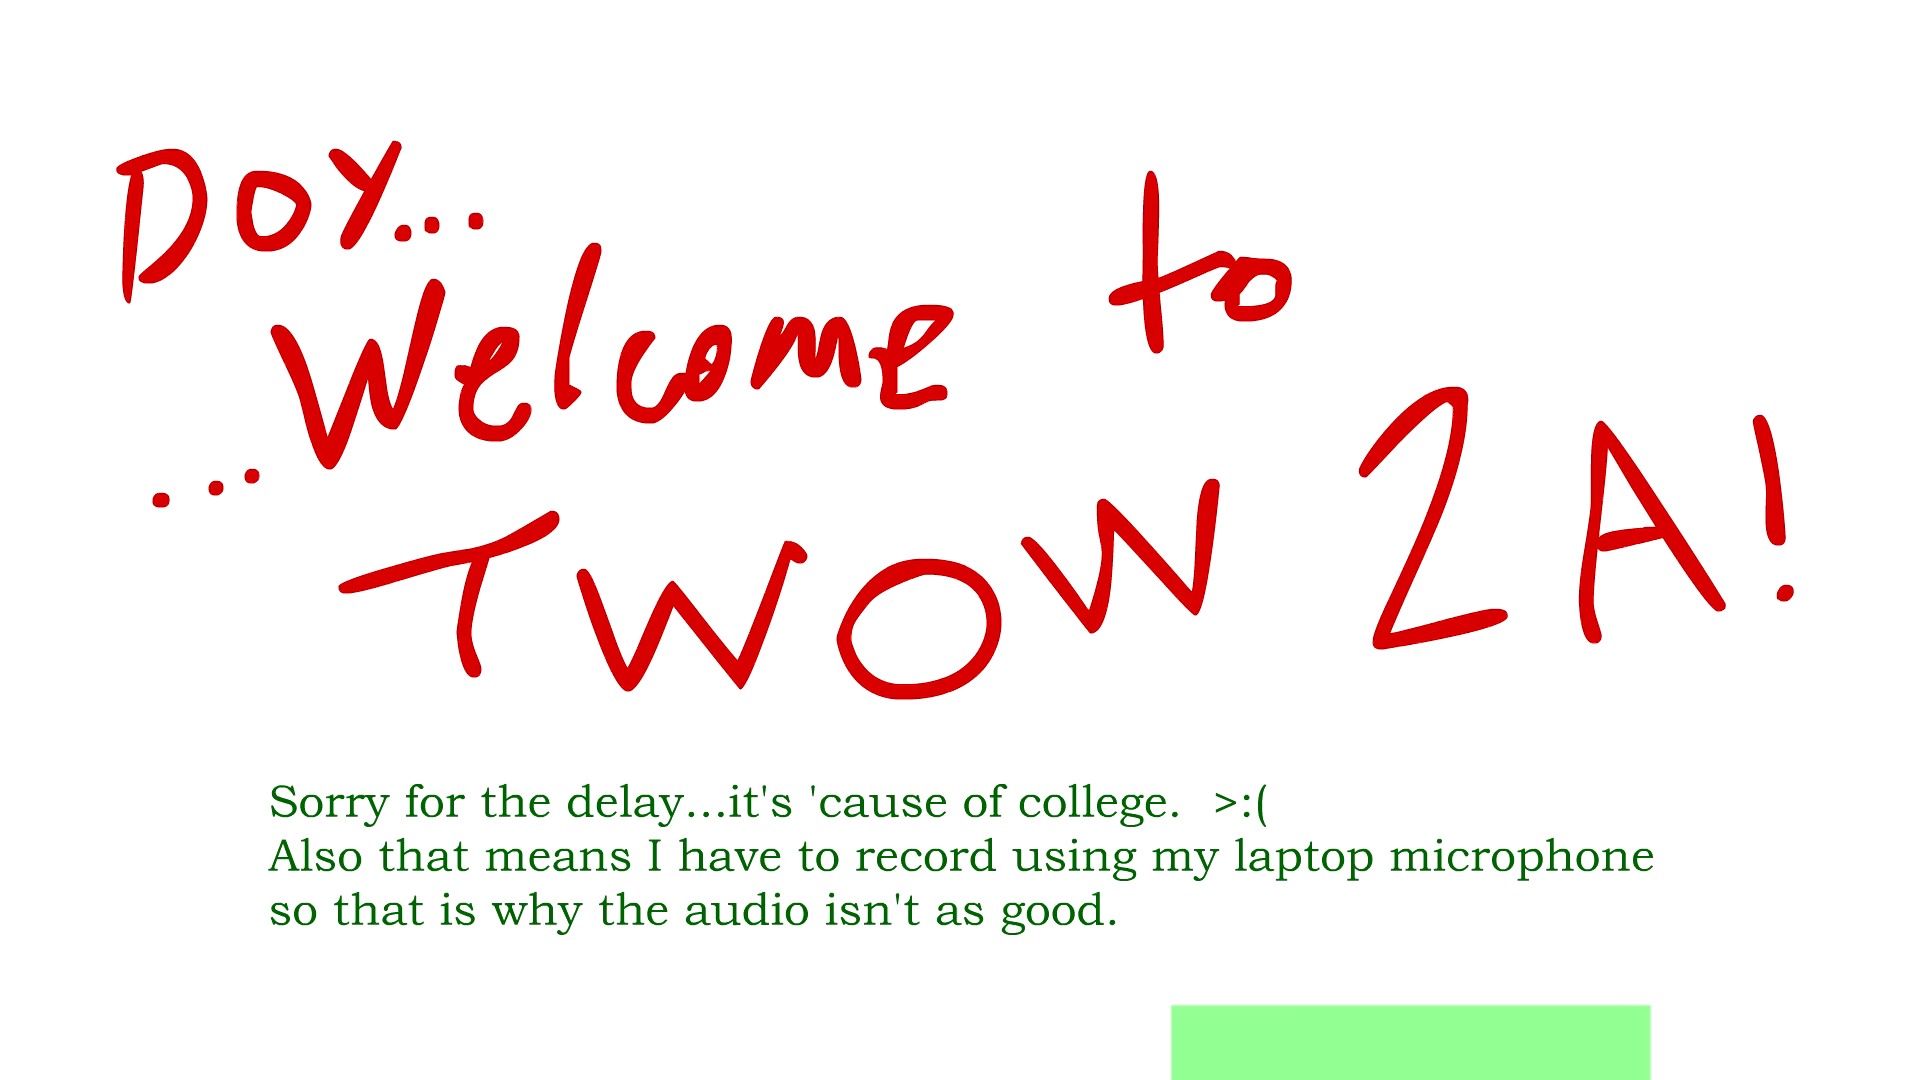 Doy...
...Welcome to
TWOW 2A!
Sorry for the delay...it's 'cause of college.  >:(
Also that means I have to record using my laptop microphone
so that is why the audio isn't as good.